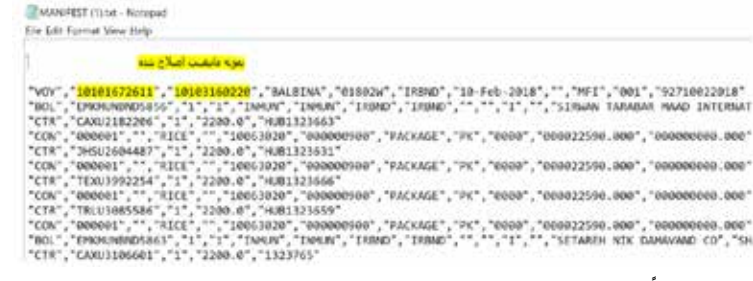 MANIFEST (1).txt - Notepad
File Edit Format View Help
نمونه مانیفست اصلاح شده
"VOY","10101672611","10103160220","BALBINA","01802W","IRBND","10-Feb-2018","","MFI","001","92710022018"
"BOL","EMKMUNBND5856","1","1","INMUN","INMUN","IRBND","IRBND","","","1","","SIRWAN TARABAR MAAD INTERNAT
"CTR","CAXU2182206","1","2200.0","HUB1323663"
"CON","000001","","RICE","","10063020","000000900","PACKAGE","PK","0000","000022590.000","000000000.000"
"CTR","JHSU2604487","1","2200.0","HUB1323631"
"CON","000001","","RICE","","10063020","000000900","PACKAGE","PK","0000","000022590.000","000000000.000"
"CTR","TEXU3992254","1","2200.0","HUB1323666"
"CON","000001","","RICE","","10063020","000000900","PACKAGE","PK","0000","000022590.000","000000000.000"
"CTR","TRLU3085586","1","2200.0","HUB1323659"
"CON","000001","","RICE","","10063020","000000900","PACKAGE","PK","0000","000022590.000","000000000.000"
"BOL","EMKMUNBND5863","1","1","INMUN","INMUN","IRBND","IRBND","","","1","","SETAREH NIK DAMAVAND CO","SH
"CTR","CAXU3106601","1","2200.0","1323765"